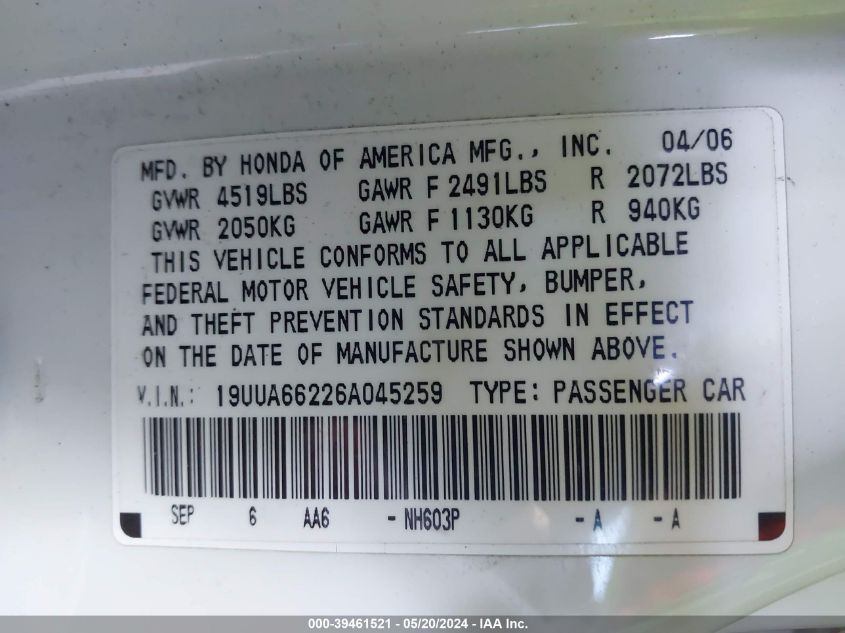 MFD. BY HONDA OF AMERICA MFG., INC. 04/06
GVWR 4519LBS GAWR F 2491LBS R 2072LBS
GVWR 2050KG GAWR F 1130KG R 940KG
THIS VEHICLE CONFORMS TO ALL APPLICABLE
FEDERAL MOTOR VEHICLE SAFETY, BUMPER,
AND THEFT PREVENTION STANDARDS IN EFFECT
ON THE DATE OF MANUFACTURE SHOWN ABOVE.
V.I.N.: 19UUA66226A045259 TYPE: PASSENGER CAR
SEP 6 AA6 - NH603P - A - A
000-39461521 - 05/20/2024 - IAA Inc.